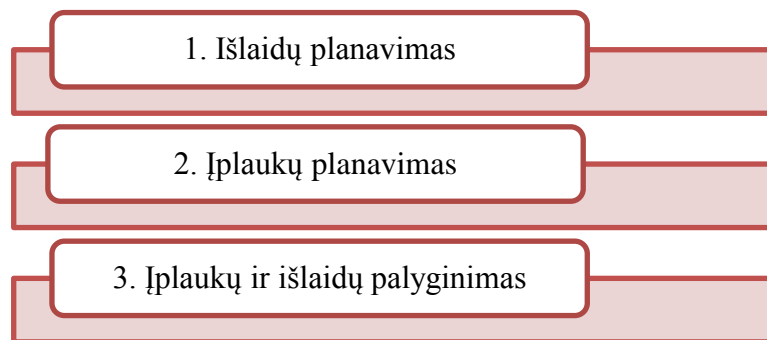 1. Išlaidų planavimas
2. Įplaukų planavimas
3. Įplaukų ir išlaidų palyginimas